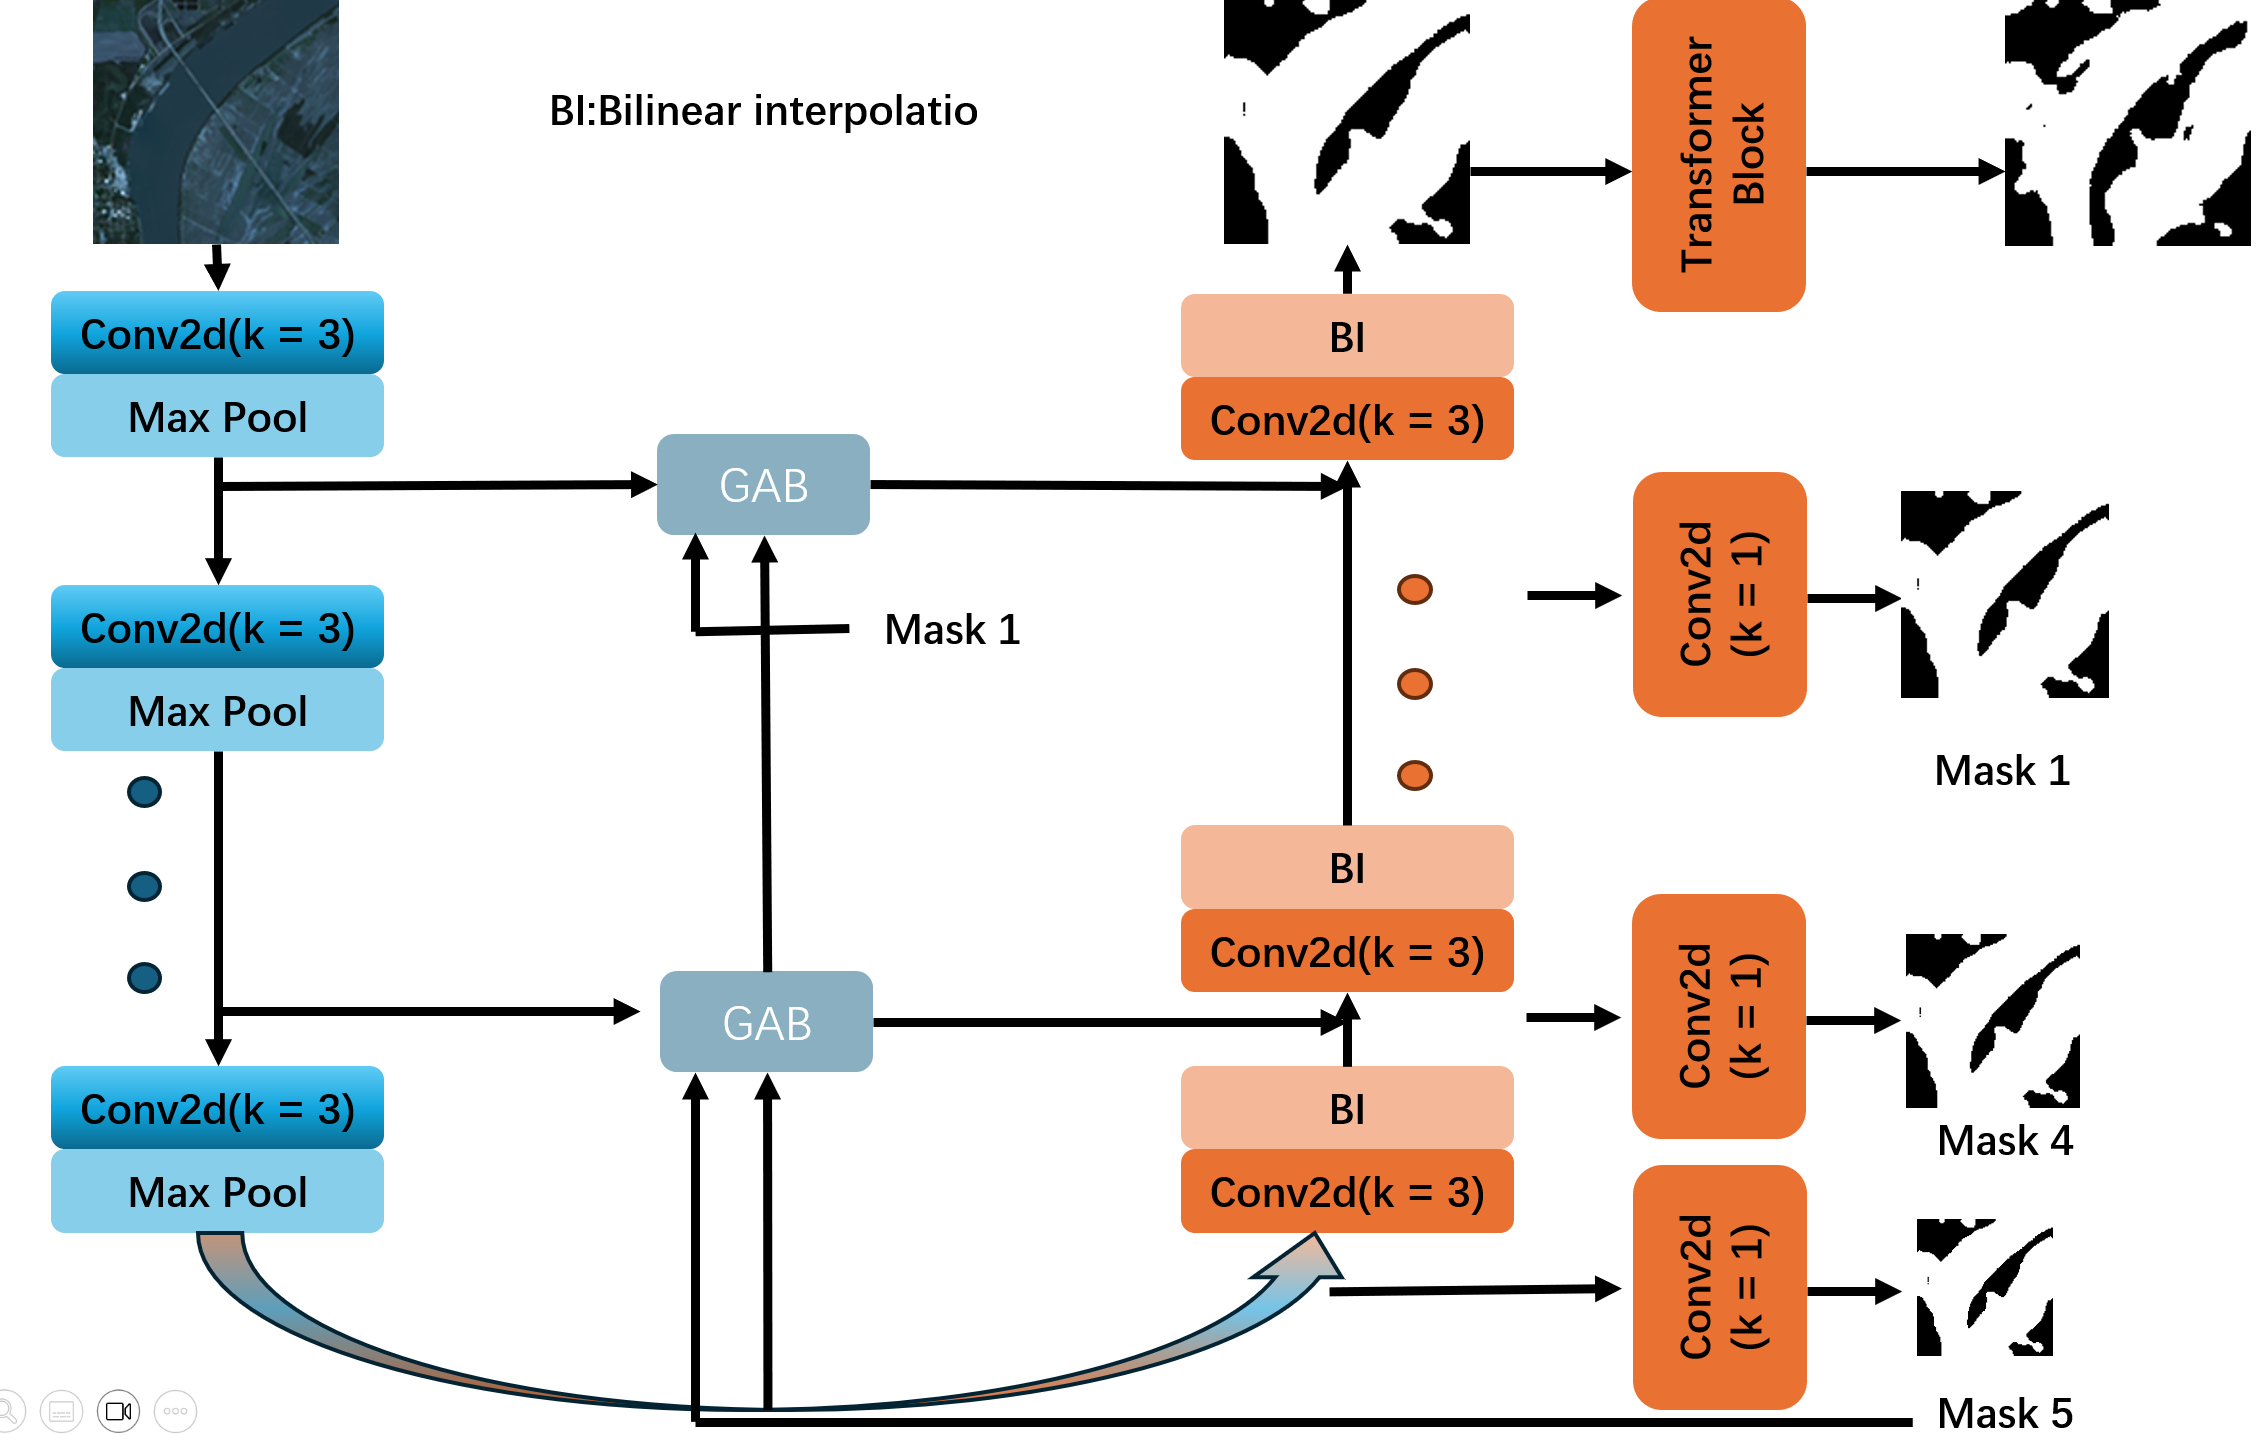 BI:Bilinear interpolatio
Transformer
Block
Conv2d(k = 3)
Max Pool
BI
Conv2d(k = 3)
GAB
Conv2d
(k = 1)
Conv2d(k = 3)
Max Pool
Mask 1
Mask 1
BI
Conv2d(k = 3)
GAB
Conv2d
(k = 1)
Mask 4
Conv2d(k = 3)
Max Pool
BI
Conv2d(k = 3)
Conv2d
(k = 1)
Mask 5